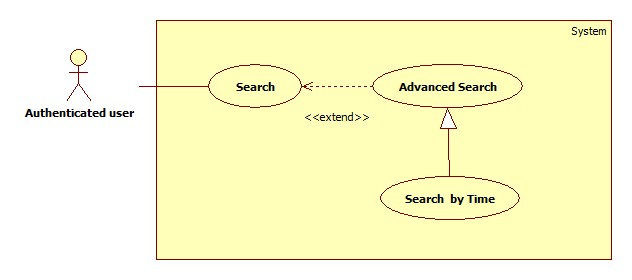 System
Search
Advanced Search
Authenticated user
<<extend>>
Search by Time